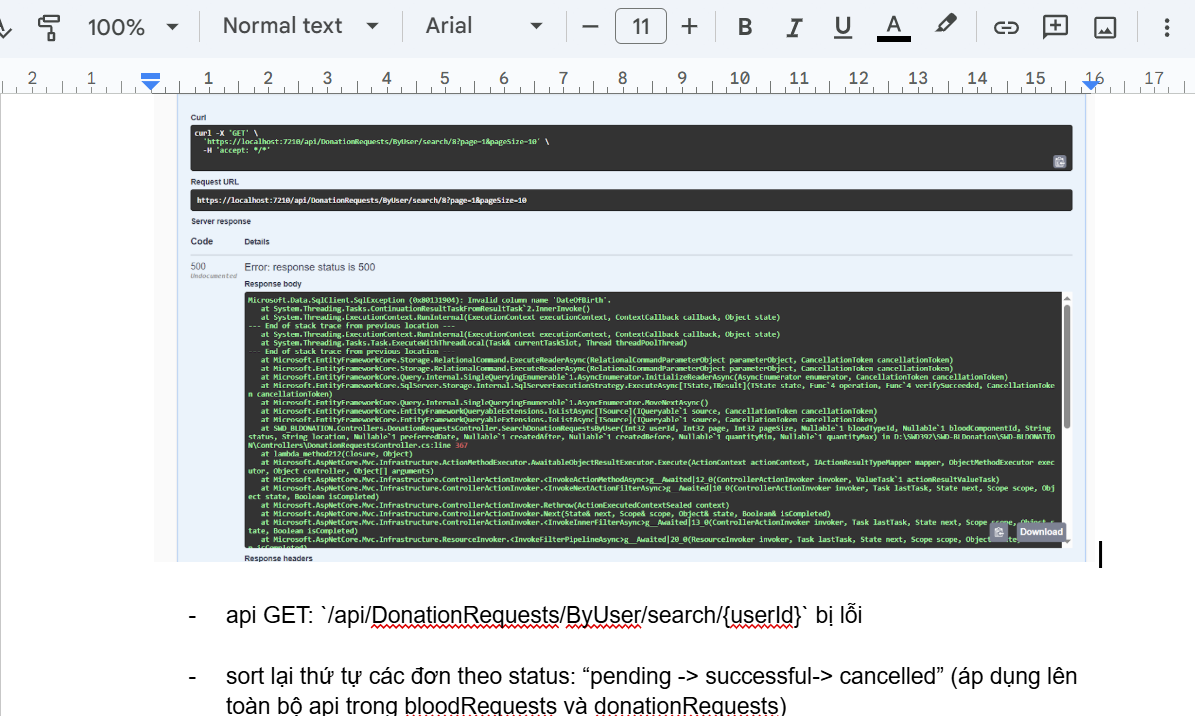 100% Normal text Arial 11 B I U A
2 1 1 2 3 4 5 6 7 8 9 10 11 12 13 14 15 16 17
Curl
curl -X 'GET' \
'https://localhost:7210/api/DonationRequests/ByUser/search/8?page=1&pageSize=10' \
-H 'accept: */*'
Request URL
https://localhost:7210/api/DonationRequests/ByUser/search/8?page=1&pageSize=10
Server response
Code Details
500 Error: response status is 500
Undocumented
Response body
Microsoft.Data.SqlClient.SqlException (0x80131904): Invalid column name 'DateOfBirth'.
at System.Threading.Tasks.ContinuationResultTaskFromResultTask`2.InnerInvoke()
at System.Threading.ExecutionContext.RunInternal(ExecutionContext executionContext, ContextCallback callback, Object state)
--- End of stack trace from previous location ---
at System.Threading.ExecutionContext.RunInternal(ExecutionContext executionContext, ContextCallback callback, Object state)
at System.Threading.Tasks.Task.ExecuteWithThreadLocal(Task& currentTaskSlot, Thread threadPoolThread)
--- End of stack trace from previous location ---
at Microsoft.EntityFrameworkCore.Storage.RelationalCommand.ExecuteReaderAsync(RelationalCommandParameterObject parameterObject, CancellationToken cancellationToken)
at Microsoft.EntityFrameworkCore.Storage.RelationalCommand.ExecuteReaderAsync(RelationalCommandParameterObject parameterObject, CancellationToken cancellationToken)
at Microsoft.EntityFrameworkCore.Query.Internal.SingleQueryingEnumerable`1.AsyncEnumerator.InitializeReaderAsync(AsyncEnumerator enumerator, CancellationToken cancellationToken)
at Microsoft.EntityFrameworkCore.SqlServer.Storage.Internal.SqlServerExecutionStrategy.ExecuteAsync[TState,TResult](TState state, Func`4 operation, Func`4 verifySucceeded, CancellationToke
n cancellationToken)
at Microsoft.EntityFrameworkCore.Query.Internal.SingleQueryingEnumerable`1.AsyncEnumerator.MoveNextAsync()
at Microsoft.EntityFrameworkCore.EntityFrameworkQueryableExtensions.ToListAsync[TSource](IQueryable`1 source, CancellationToken cancellationToken)
at Microsoft.EntityFrameworkCore.EntityFrameworkQueryableExtensions.ToListAsync[TSource](IQueryable`1 source, CancellationToken cancellationToken)
at SWD_BLDONATION.Controllers.DonationRequestsController.SearchDonationRequestsByUser(Int32 userId, Int32 page, Int32 pageSize, Nullable`1 bloodTypeId, Nullable`1 bloodComponentId, String
status, String location, Nullable`1 preferredDate, Nullable`1 createdAfter, Nullable`1 createdBefore, Nullable`1 quantityMin, Nullable`1 quantityMax) in D:\SWD392\SWD-BLDonation\SWD-BLDONATIO
N\Controllers\DonationRequestsController.cs:line 367
at lambda_method212(Closure, Object)
at Microsoft.AspNetCore.Mvc.Infrastructure.ActionMethodExecutor.AwaitableObjectResultExecutor.Execute(ActionContext actionContext, IActionResultTypeMapper mapper, ObjectMethodExecutor exec
utor, Object controller, Object[] arguments)
at Microsoft.AspNetCore.Mvc.Infrastructure.ControllerActionInvoker.<InvokeActionMethodAsync>g__Awaited|12_0(ControllerActionInvoker invoker, ValueTask`1 actionResultValueTask)
at Microsoft.AspNetCore.Mvc.Infrastructure.ControllerActionInvoker.<InvokeNextActionFilterAsync>g__Awaited|10_0(ControllerActionInvoker invoker, Task lastTask, State next, Scope scope, Obj
ect state, Boolean isCompleted)
at Microsoft.AspNetCore.Mvc.Infrastructure.ControllerActionInvoker.Rethrow(ActionExecutedContextSealed context)
at Microsoft.AspNetCore.Mvc.Infrastructure.ControllerActionInvoker.Next(State& next, Scope& scope, Object& state, Boolean& isCompleted)
at Microsoft.AspNetCore.Mvc.Infrastructure.ControllerActionInvoker.<InvokeInnerFilterAsync>g__Awaited|13_0(ControllerActionInvoker invoker, Task lastTask, State next, Scope scope, Object s
tate, Boolean isCompleted)
at Microsoft.AspNetCore.Mvc.Infrastructure.ResourceInvoker.<InvokeFilterPipelineAsync>g__Awaited|20_0(ResourceInvoker invoker, Task lastTask, State next, Scope scope, Object
Download
Response headers
- api GET: `/api/DonationRequests/ByUser/search/{userId}` bị lỗi
- sort lại thứ tự các đơn theo status: “pending -> successful-> cancelled” (áp dụng lên
toàn bộ api trong bloodRequests và donationRequests)